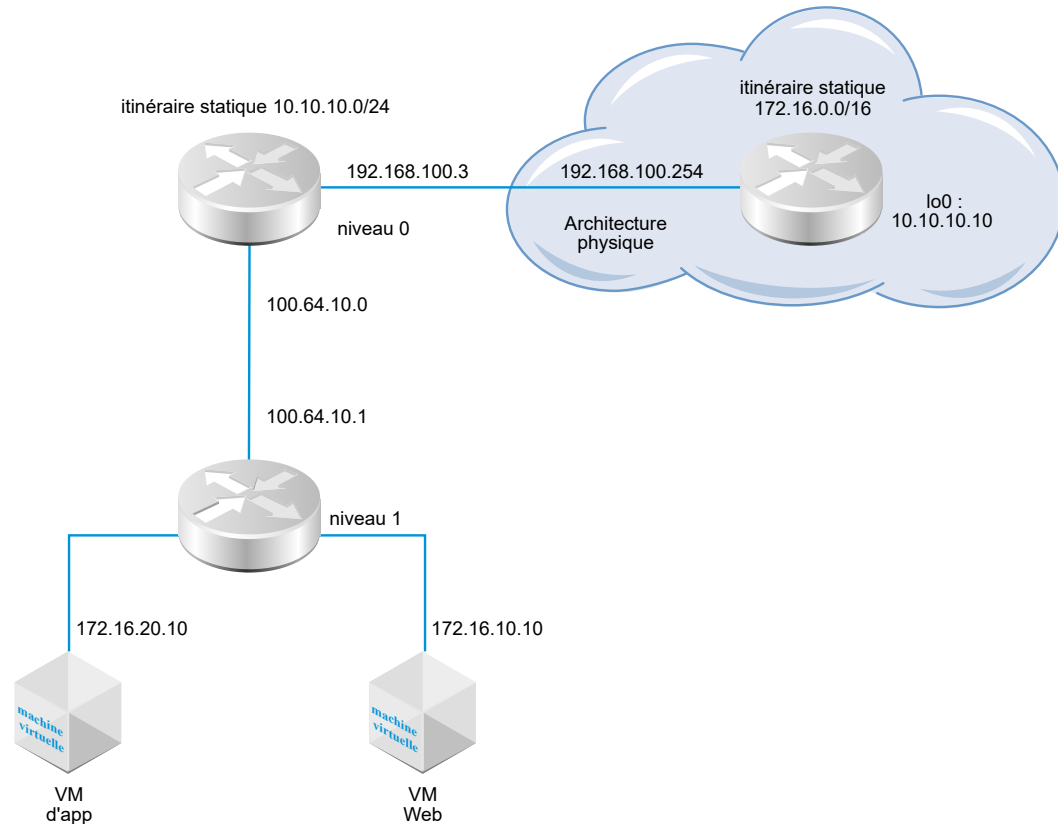 itinéraire statique 10.10.10.0/24
itinéraire statique
172.16.0.0/16
192.168.100.3
192.168.100.254
lo0 :
10.10.10.10
niveau 0
Architecture
physique
100.64.10.0
100.64.10.1
niveau 1
172.16.20.10
172.16.10.10
machine
virtuelle
machine
virtuelle
VM
d'app
VM
Web